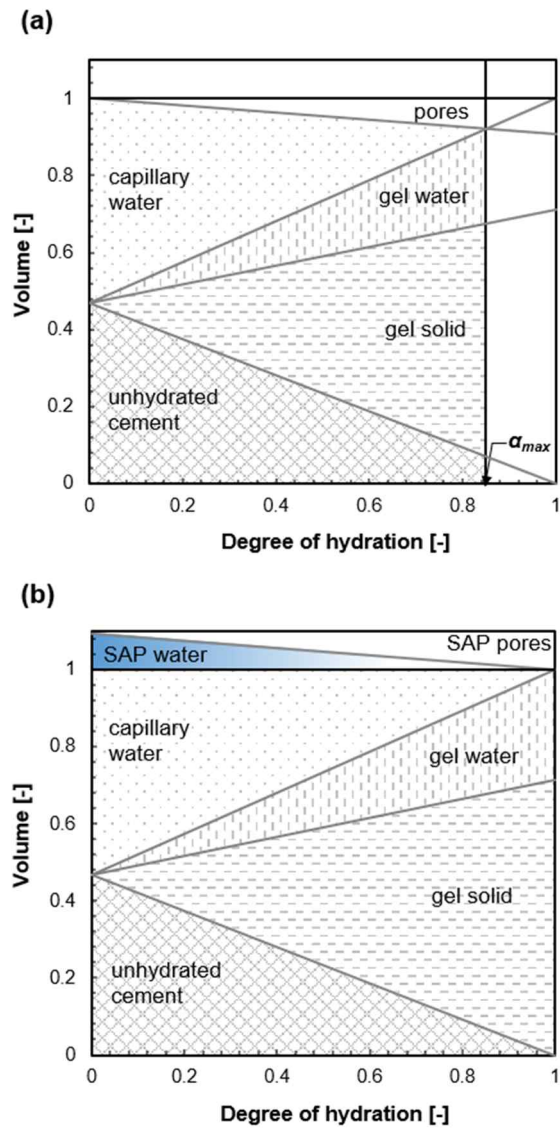 (a)
Volume [-]
1
0.8
0.6
0.4
0.2
0
pores
capillary
water
gel water
gel solid
unhydrated
cement
αmax
0
0.2
0.4
0.6
0.8
1
Degree of hydration [-]
(b)
Volume [-]
1
0.8
0.6
0.4
0.2
0
SAP pores
SAP water
capillary
water
gel water
gel solid
unhydrated
cement
0
0.2
0.4
0.6
0.8
1
Degree of hydration [-]